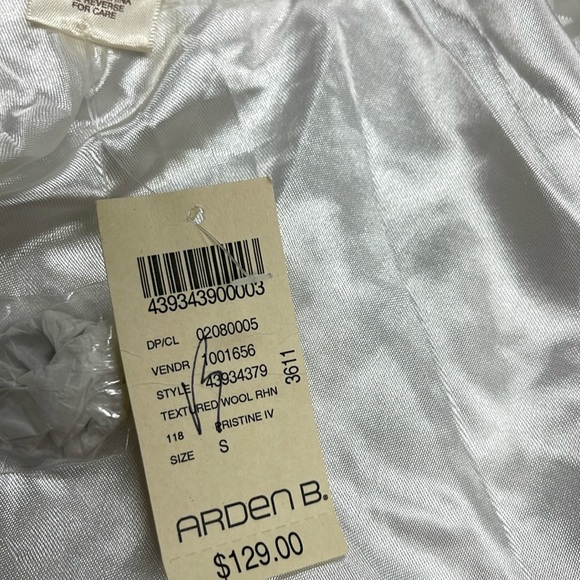 REVERSE
FOR CARE
439343900003
DP/CL 02080005
VENDR 1001656
STYLE 43934379
TEXTURED WOOL RHN
118 PRISTINE IV
SIZE S
3611
ARDEN B.
$129.00